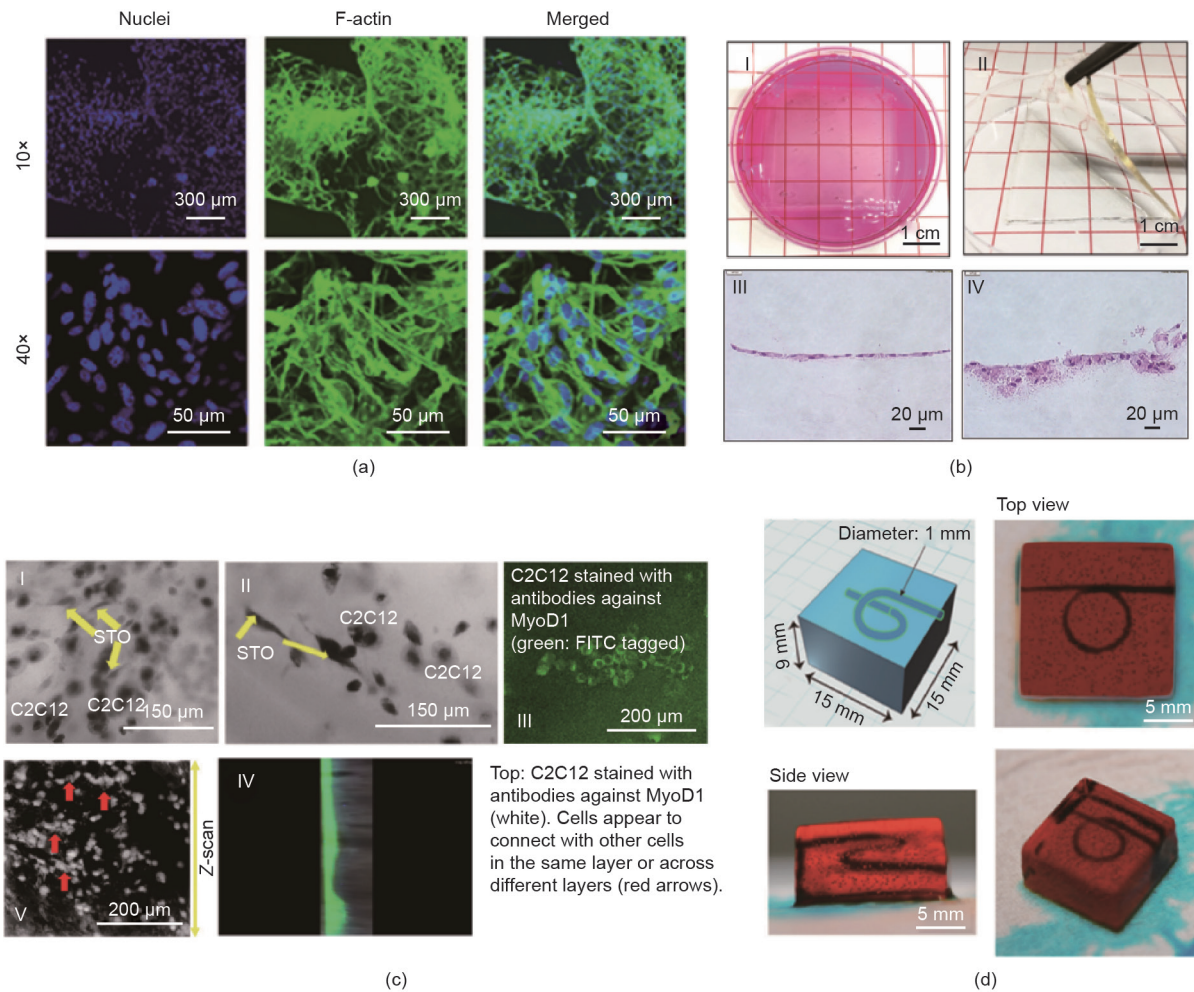 Nuclei
F-actin
Merged
10×
300 µm
300 µm
300 µm
40×
50 µm
50 µm
50 µm
(a)
I
1 cm
II
1 cm
III
20 µm
IV
20 µm
(b)
I
STO
C2C12
C2C12
150 µm
II
C2C12
STO
C2C12
150 µm
C2C12 stained with
antibodies against
MyoD1
(green: FITC tagged)
III
200 µm
V
200 µm
Z-scan
IV
Top: C2C12 stained with
antibodies against MyoD1
(white). Cells appear to
connect with other cells
in the same layer or across
different layers (red arrows).
(c)
Diameter: 1 mm
9 mm
15 mm
15 mm
Top view
5 mm
Side view
5 mm
(d)